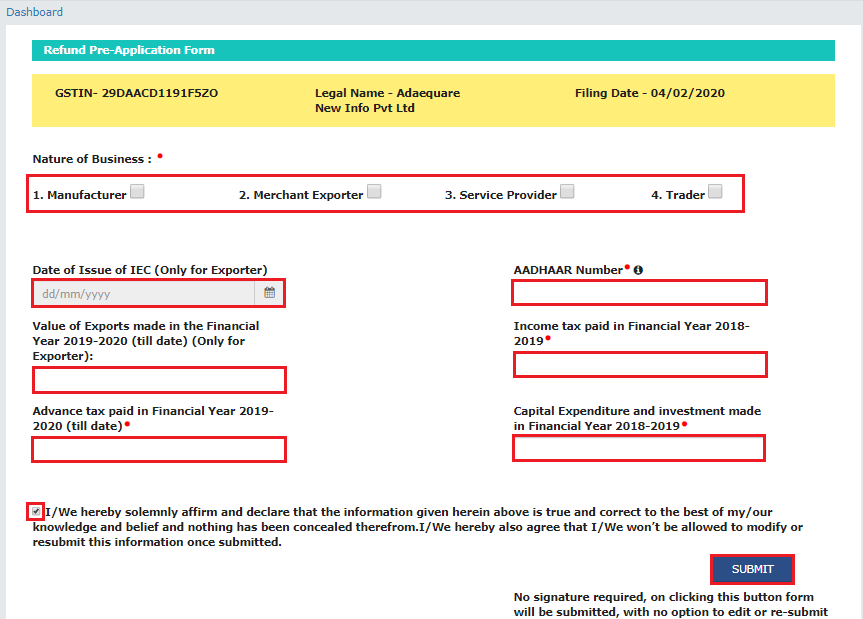 Dashboard
Refund Pre-Application Form
GSTIN- 29DAACD1191F5ZO
Legal Name - Adaequare
New Info Pvt Ltd
Filing Date - 04/02/2020
Nature of Business : •
1. Manufacturer
2. Merchant Exporter
3. Service Provider
4. Trader
Date of Issue of IEC (Only for Exporter)
dd/mm/yyyy
AADHAAR Number•
Value of Exports made in the Financial
Year 2019-2020 (till date) (Only for
Exporter):
Income tax paid in Financial Year 2018-
2019•
Advance tax paid in Financial Year 2019-
2020 (till date)•
Capital Expenditure and investment made
in Financial Year 2018-2019•
I/We hereby solemnly affirm and declare that the information given herein above is true and correct to the best of my/our
knowledge and belief and nothing has been concealed therefrom.I/We hereby also agree that I/We won't be allowed to modify or
resubmit this information once submitted.
SUBMIT
No signature required, on clicking this button form
will be submitted, with no option to edit or re-submit